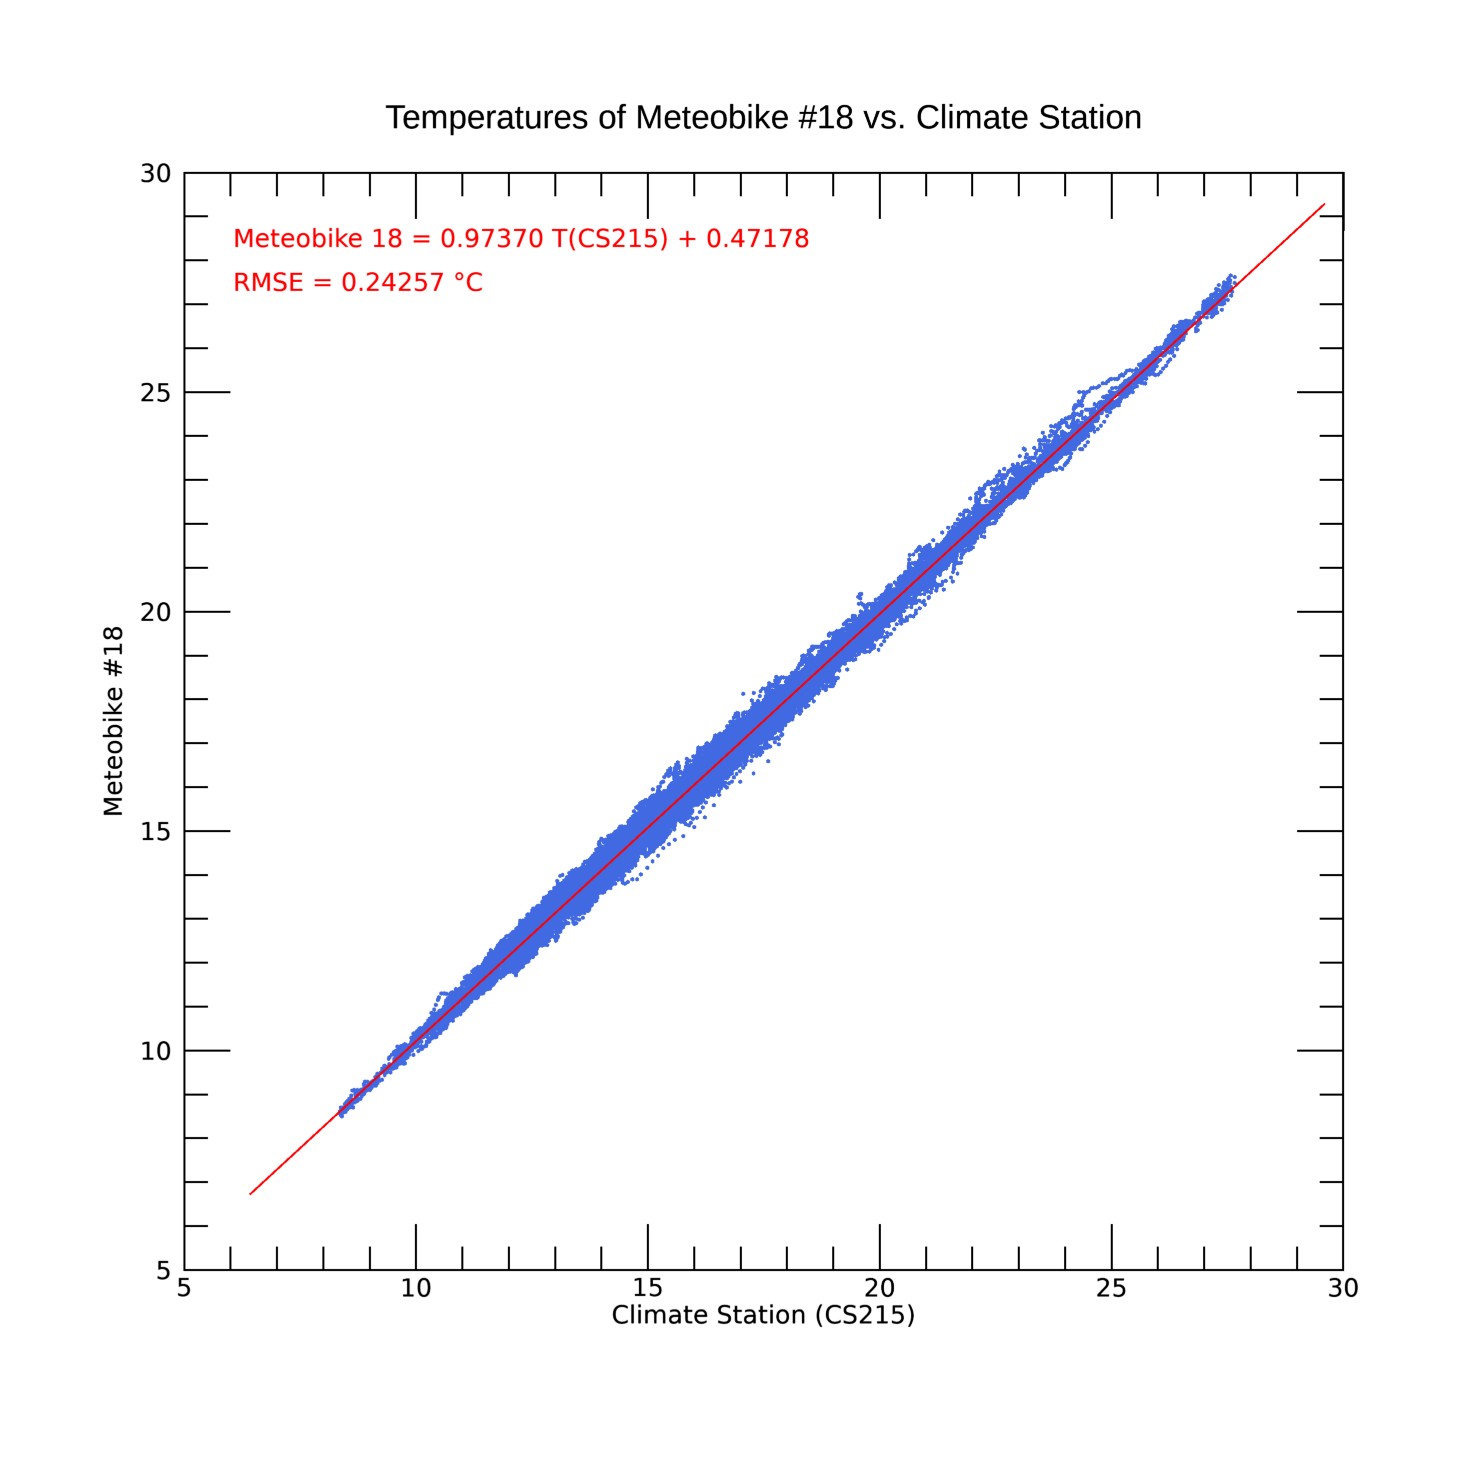 Temperatures of Meteobike #18 vs. Climate Station
30
Meteobike 18 = 0.97370 T(CS215) + 0.47178
RMSE = 0.24257 °C
25
20
Meteobike #18
15
10
5
5 10 15 20 25 30
Climate Station (CS215)